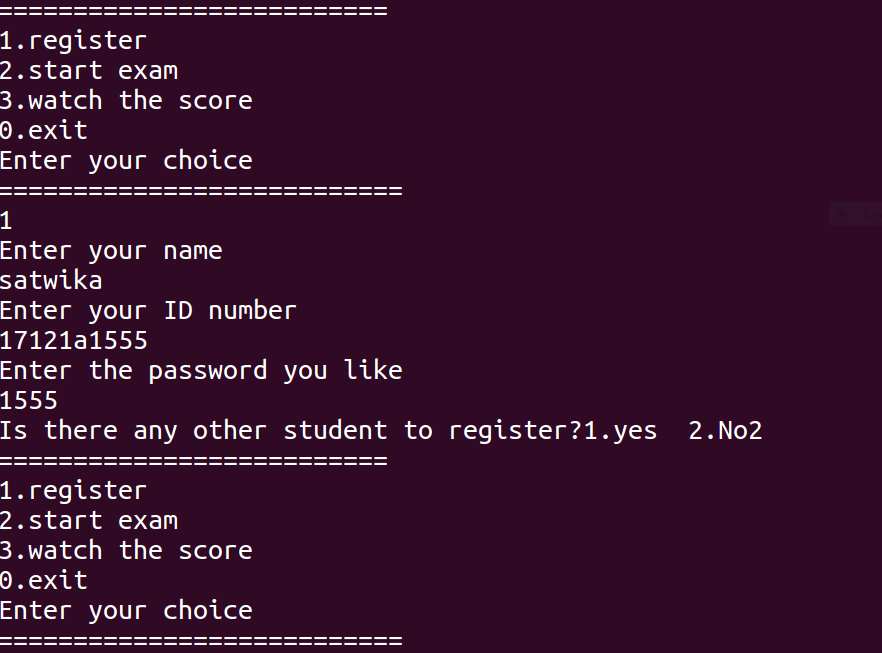 ==========================
1.register
2.start exam
3.watch the score
0.exit
Enter your choice
===========================
1
Enter your name
satwika
Enter your ID number
17121a1555
Enter the password you like
1555
Is there any other student to register?1.yes  2.No2
==========================
1.register
2.start exam
3.watch the score
0.exit
Enter your choice
===========================